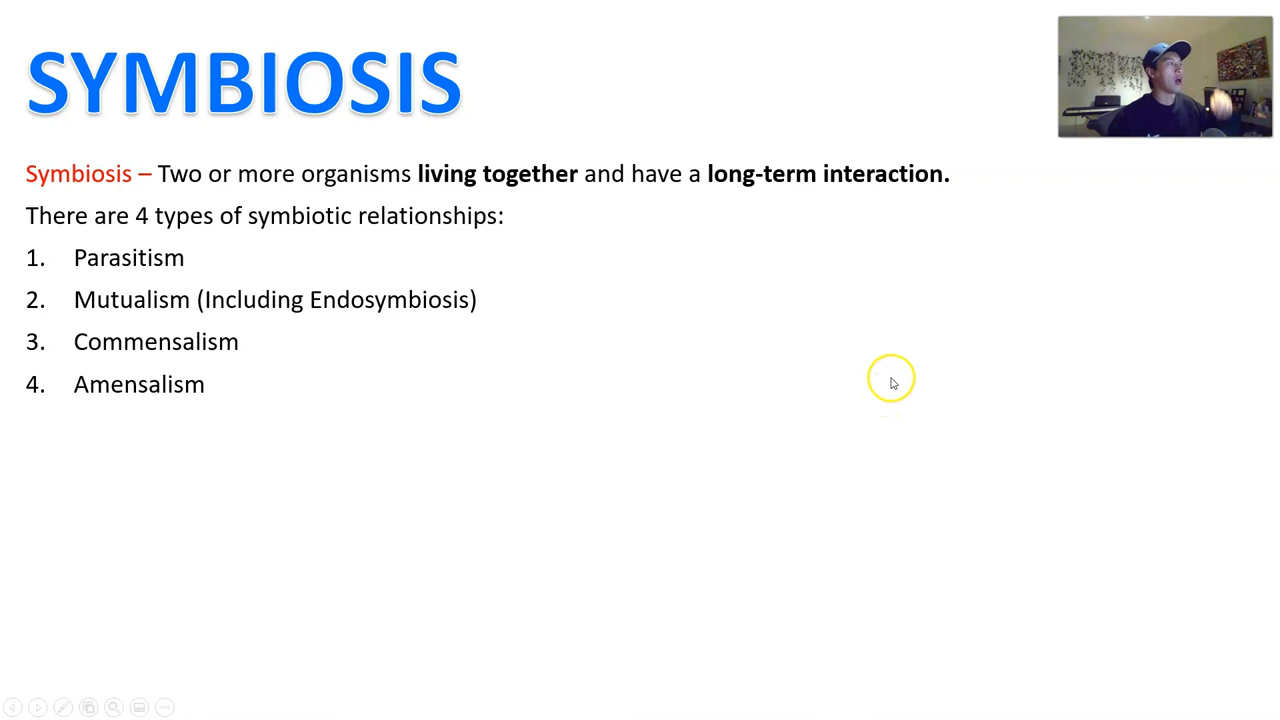 SYMBIOSIS
Symbiosis – Two or more organisms living together and have a long-term interaction.
There are 4 types of symbiotic relationships:
1. Parasitism
2. Mutualism (Including Endosymbiosis)
3. Commensalism
4. Amensalism